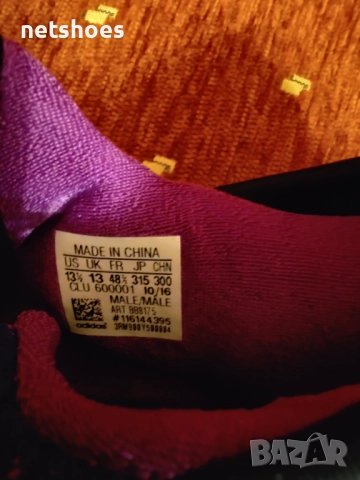 netshoes
MADE IN CHINA
US UK FR JP CHN
13½ 13 48⅔ 315 300
CLU 600001 10/16
MALE/MALE
ART BB8175
#116144395
adidas 3RM900Y500004
BAZAR